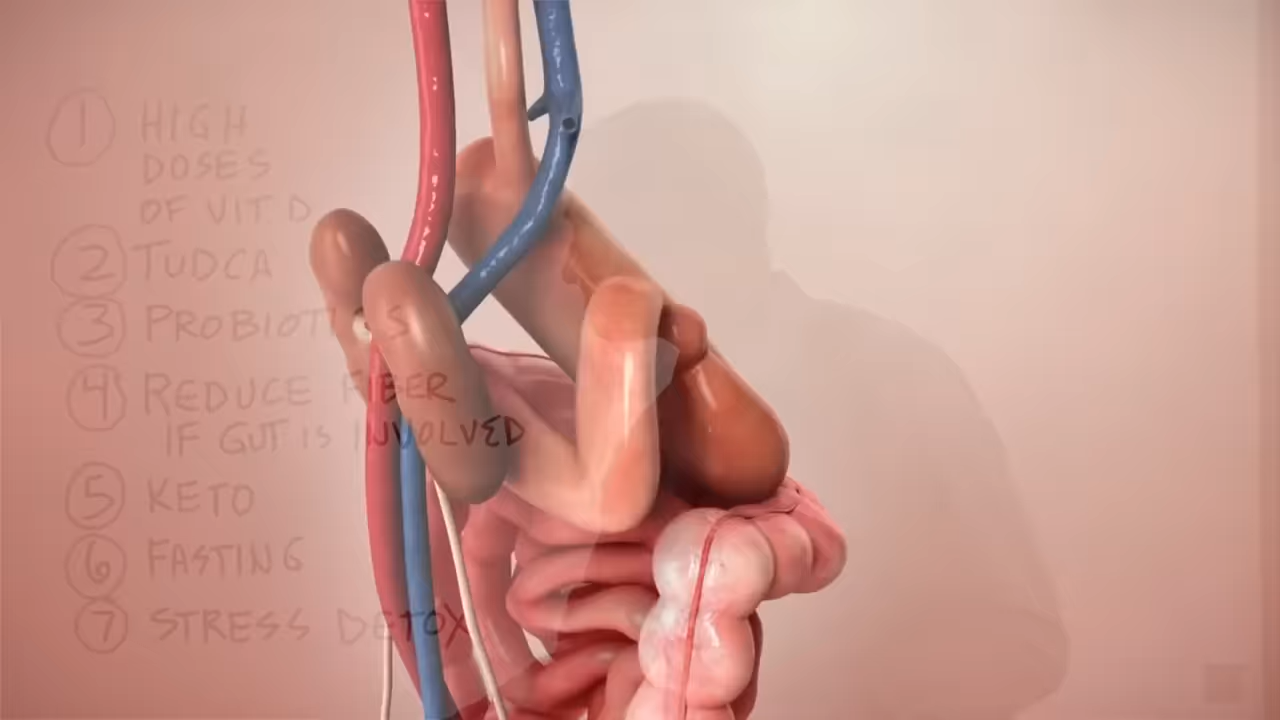 1 HIGH
DOSES
OF VIT D
2 TUDCA
3 PROBIOTICS
4 REDUCE FIBER
IF GUT IS INVOLVED
5 KETO
6 FASTING
7 STRESS DETOX